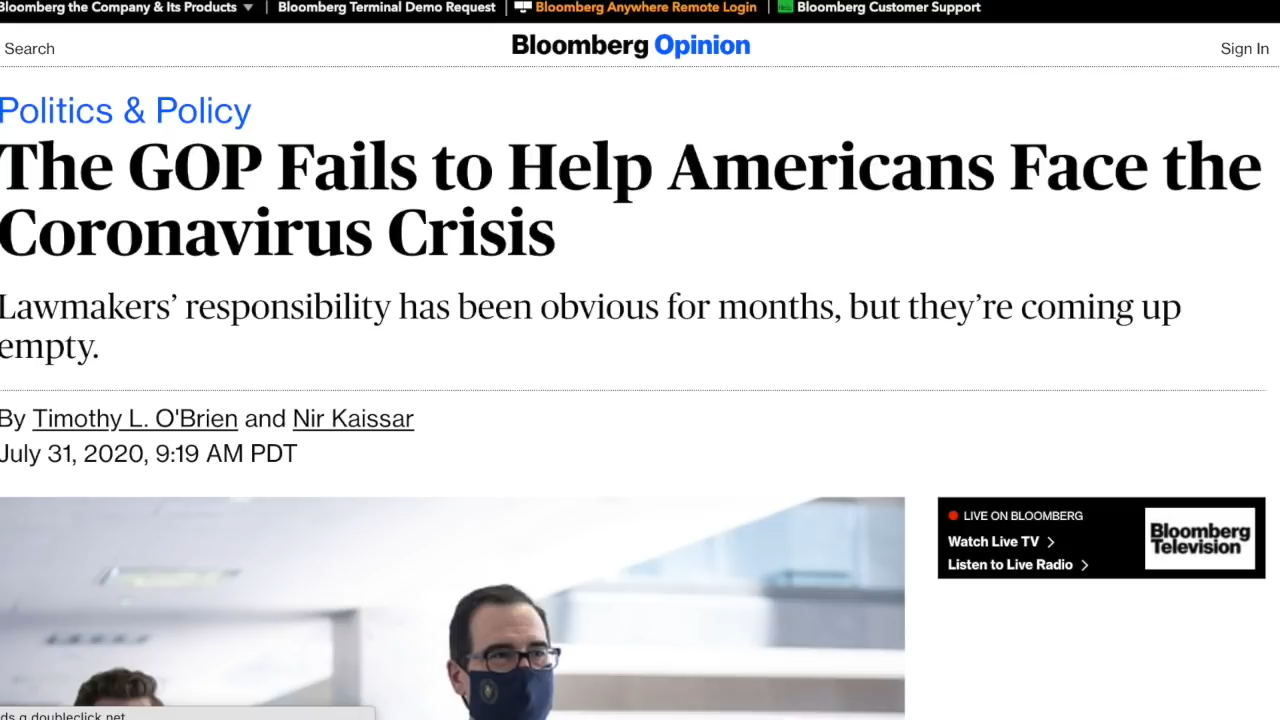 Bloomberg the Company & Its Products
Bloomberg Terminal Demo Request
Bloomberg Anywhere Remote Login
Bloomberg Customer Support
Search
Bloomberg Opinion
Sign In
Politics & Policy
The GOP Fails to Help Americans Face the
Coronavirus Crisis
Lawmakers’ responsibility has been obvious for months, but they’re coming up
empty.
By Timothy L. O'Brien and Nir Kaissar
July 31, 2020, 9:19 AM PDT
LIVE ON BLOOMBERG
Watch Live TV
Listen to Live Radio
Bloomberg
Television
ds.g.doubleclick.net